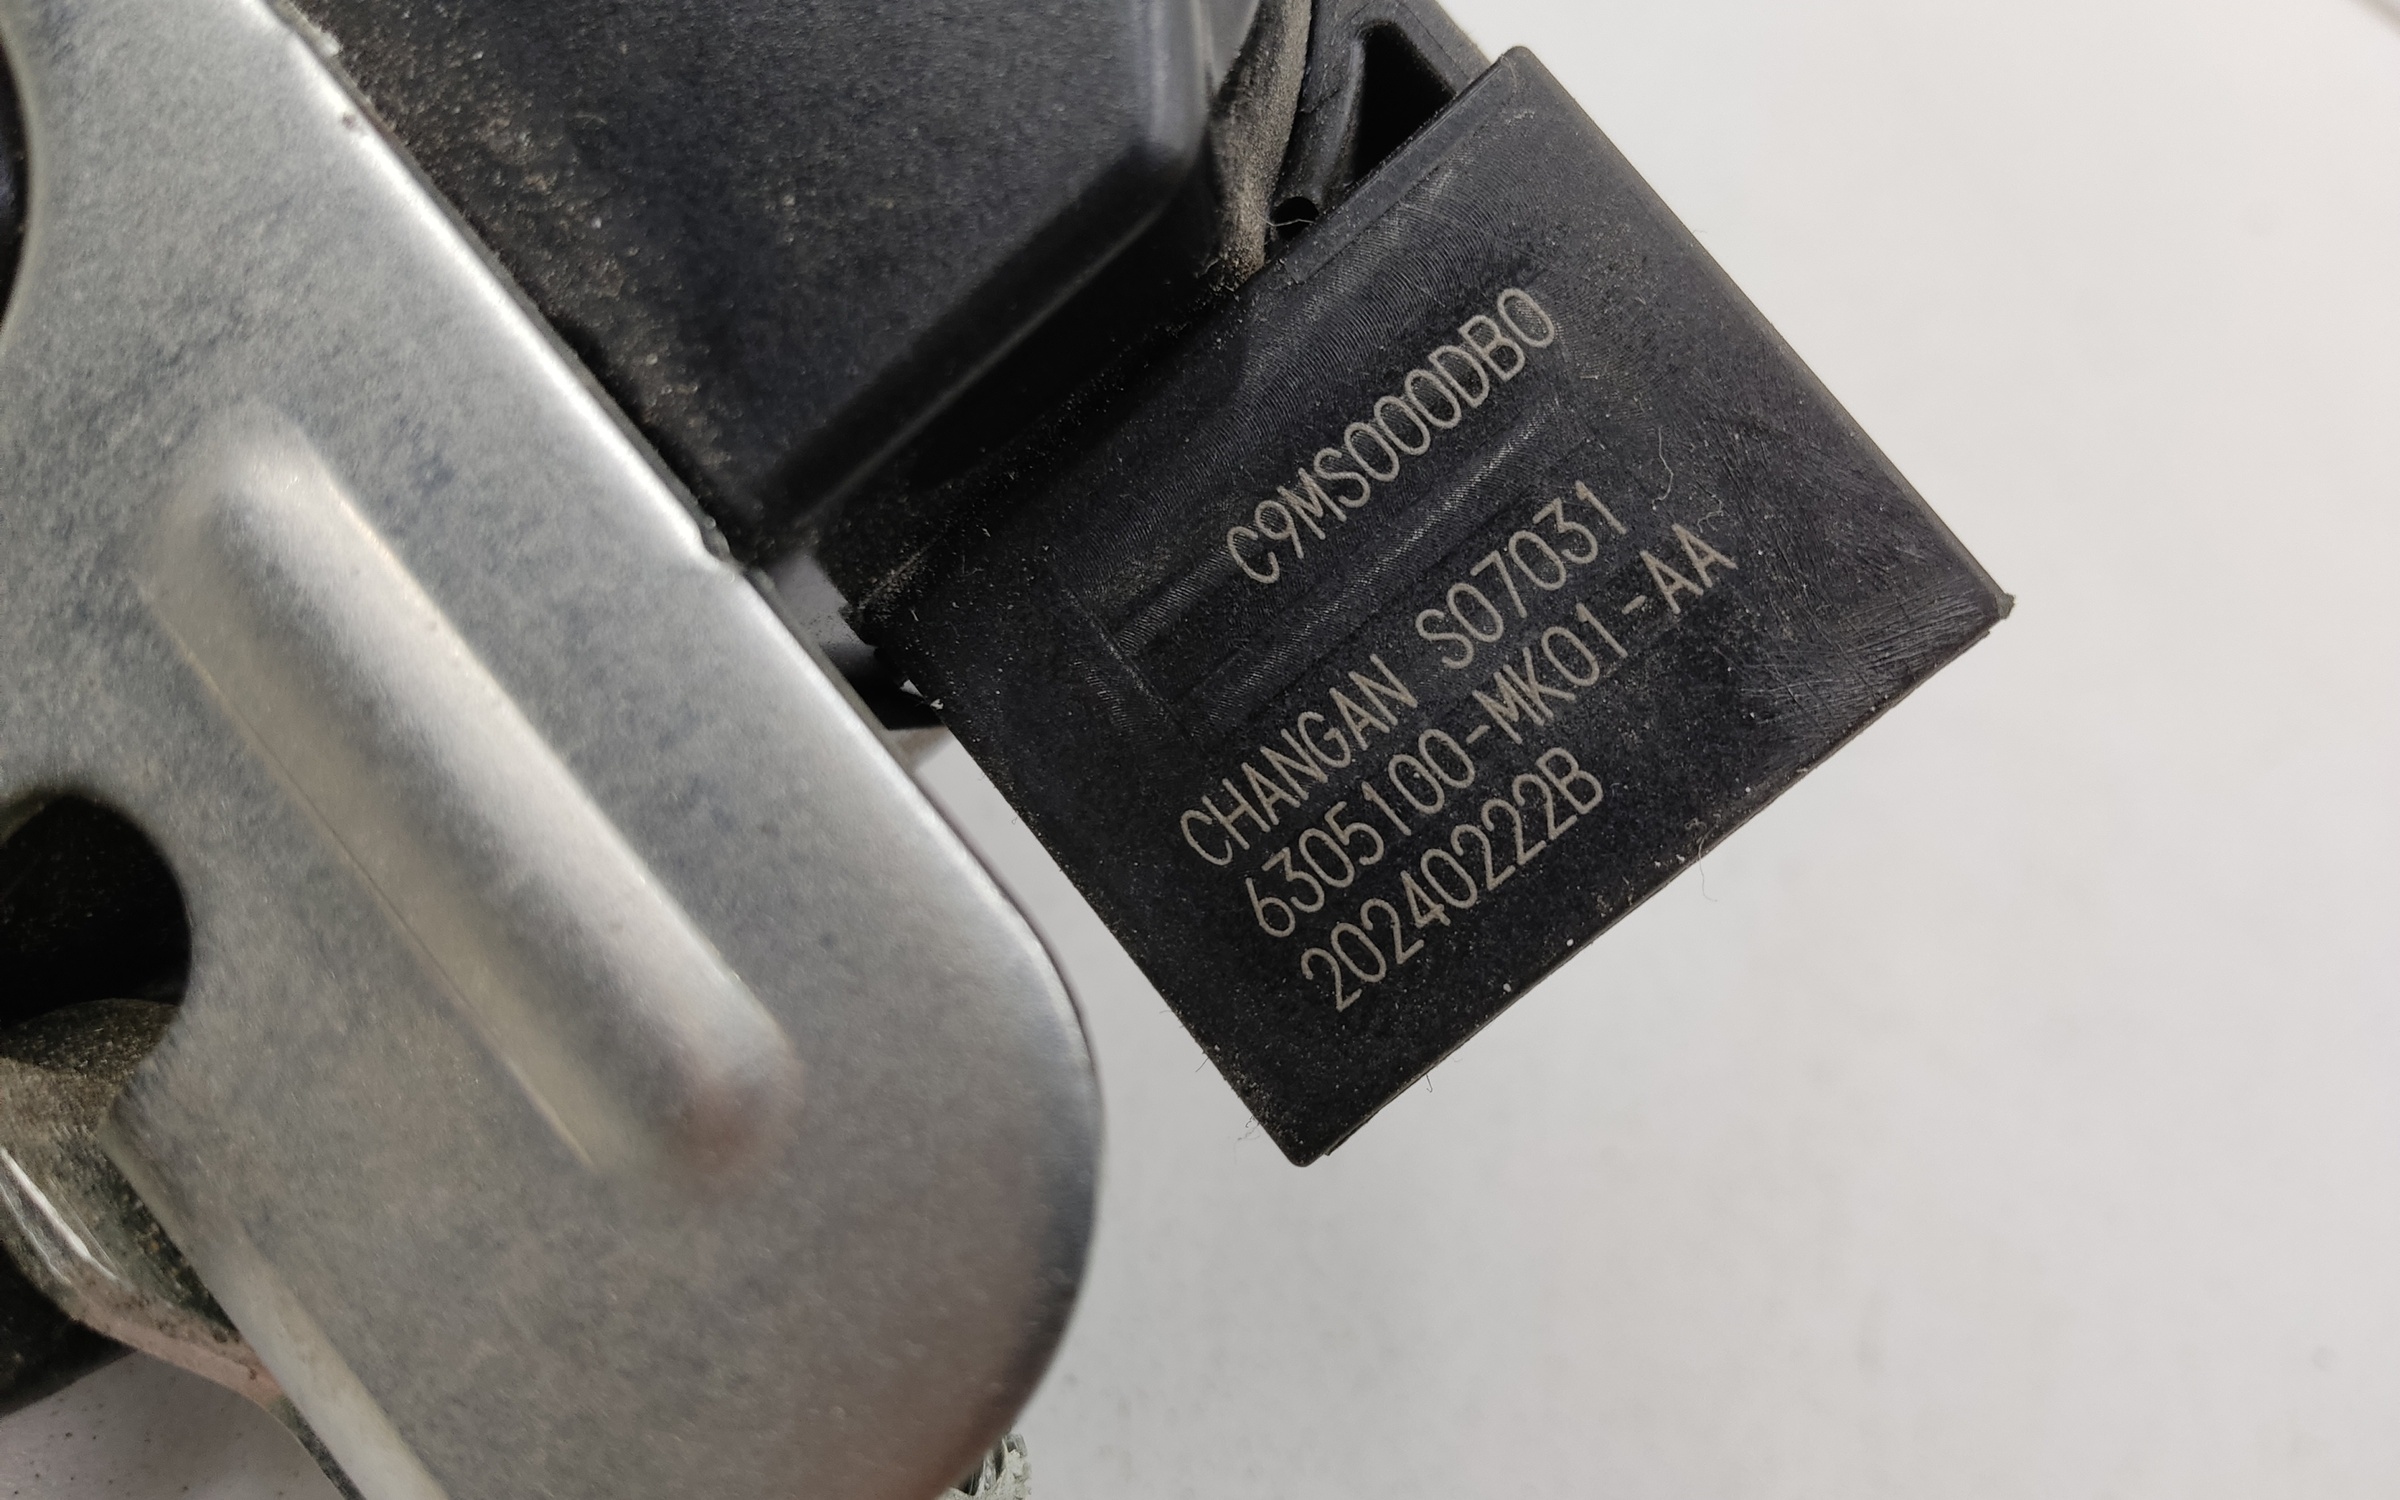 C9MS000DB0
CHANGAN S07031
6305100-MK01-AA
20240222B